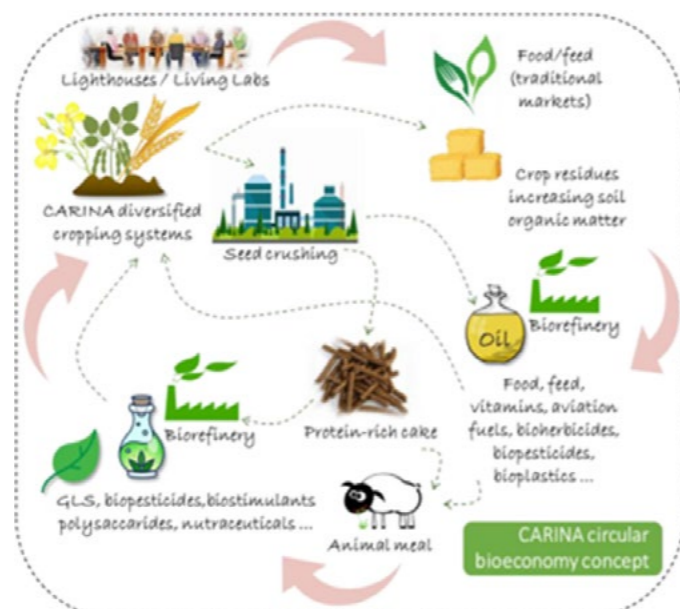 Lighthouses / Living Labs
Food/feed
(traditional
markets)
CARINA diversified
cropping systems
Seed crushing
Crop residues
increasing soil
organic matter
Oil
Biorefinery
Food, feed,
vitamins, aviation
fuels, bioherbicides,
biopesticides,
bioplastics ...
Biorefinery
Protein-rich cake
GLS, biopesticides, biostimulants
polysaccarides, nutraceuticals ...
Animal meal
CARINA circular
bioeconomy concept